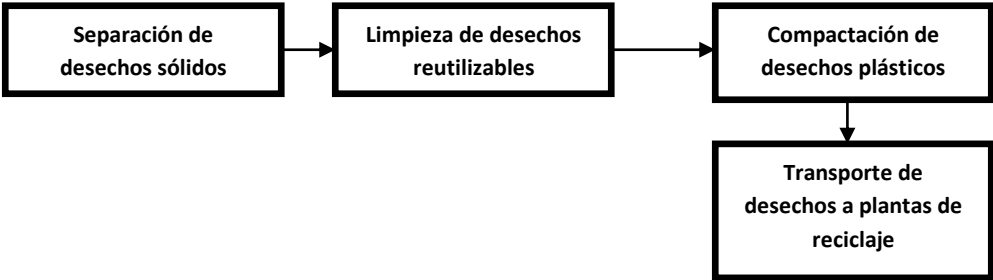 Separación de
desechos sólidos
Limpieza de desechos
reutilizables
Compactación de
desechos plásticos
Transporte de
desechos a plantas de
reciclaje